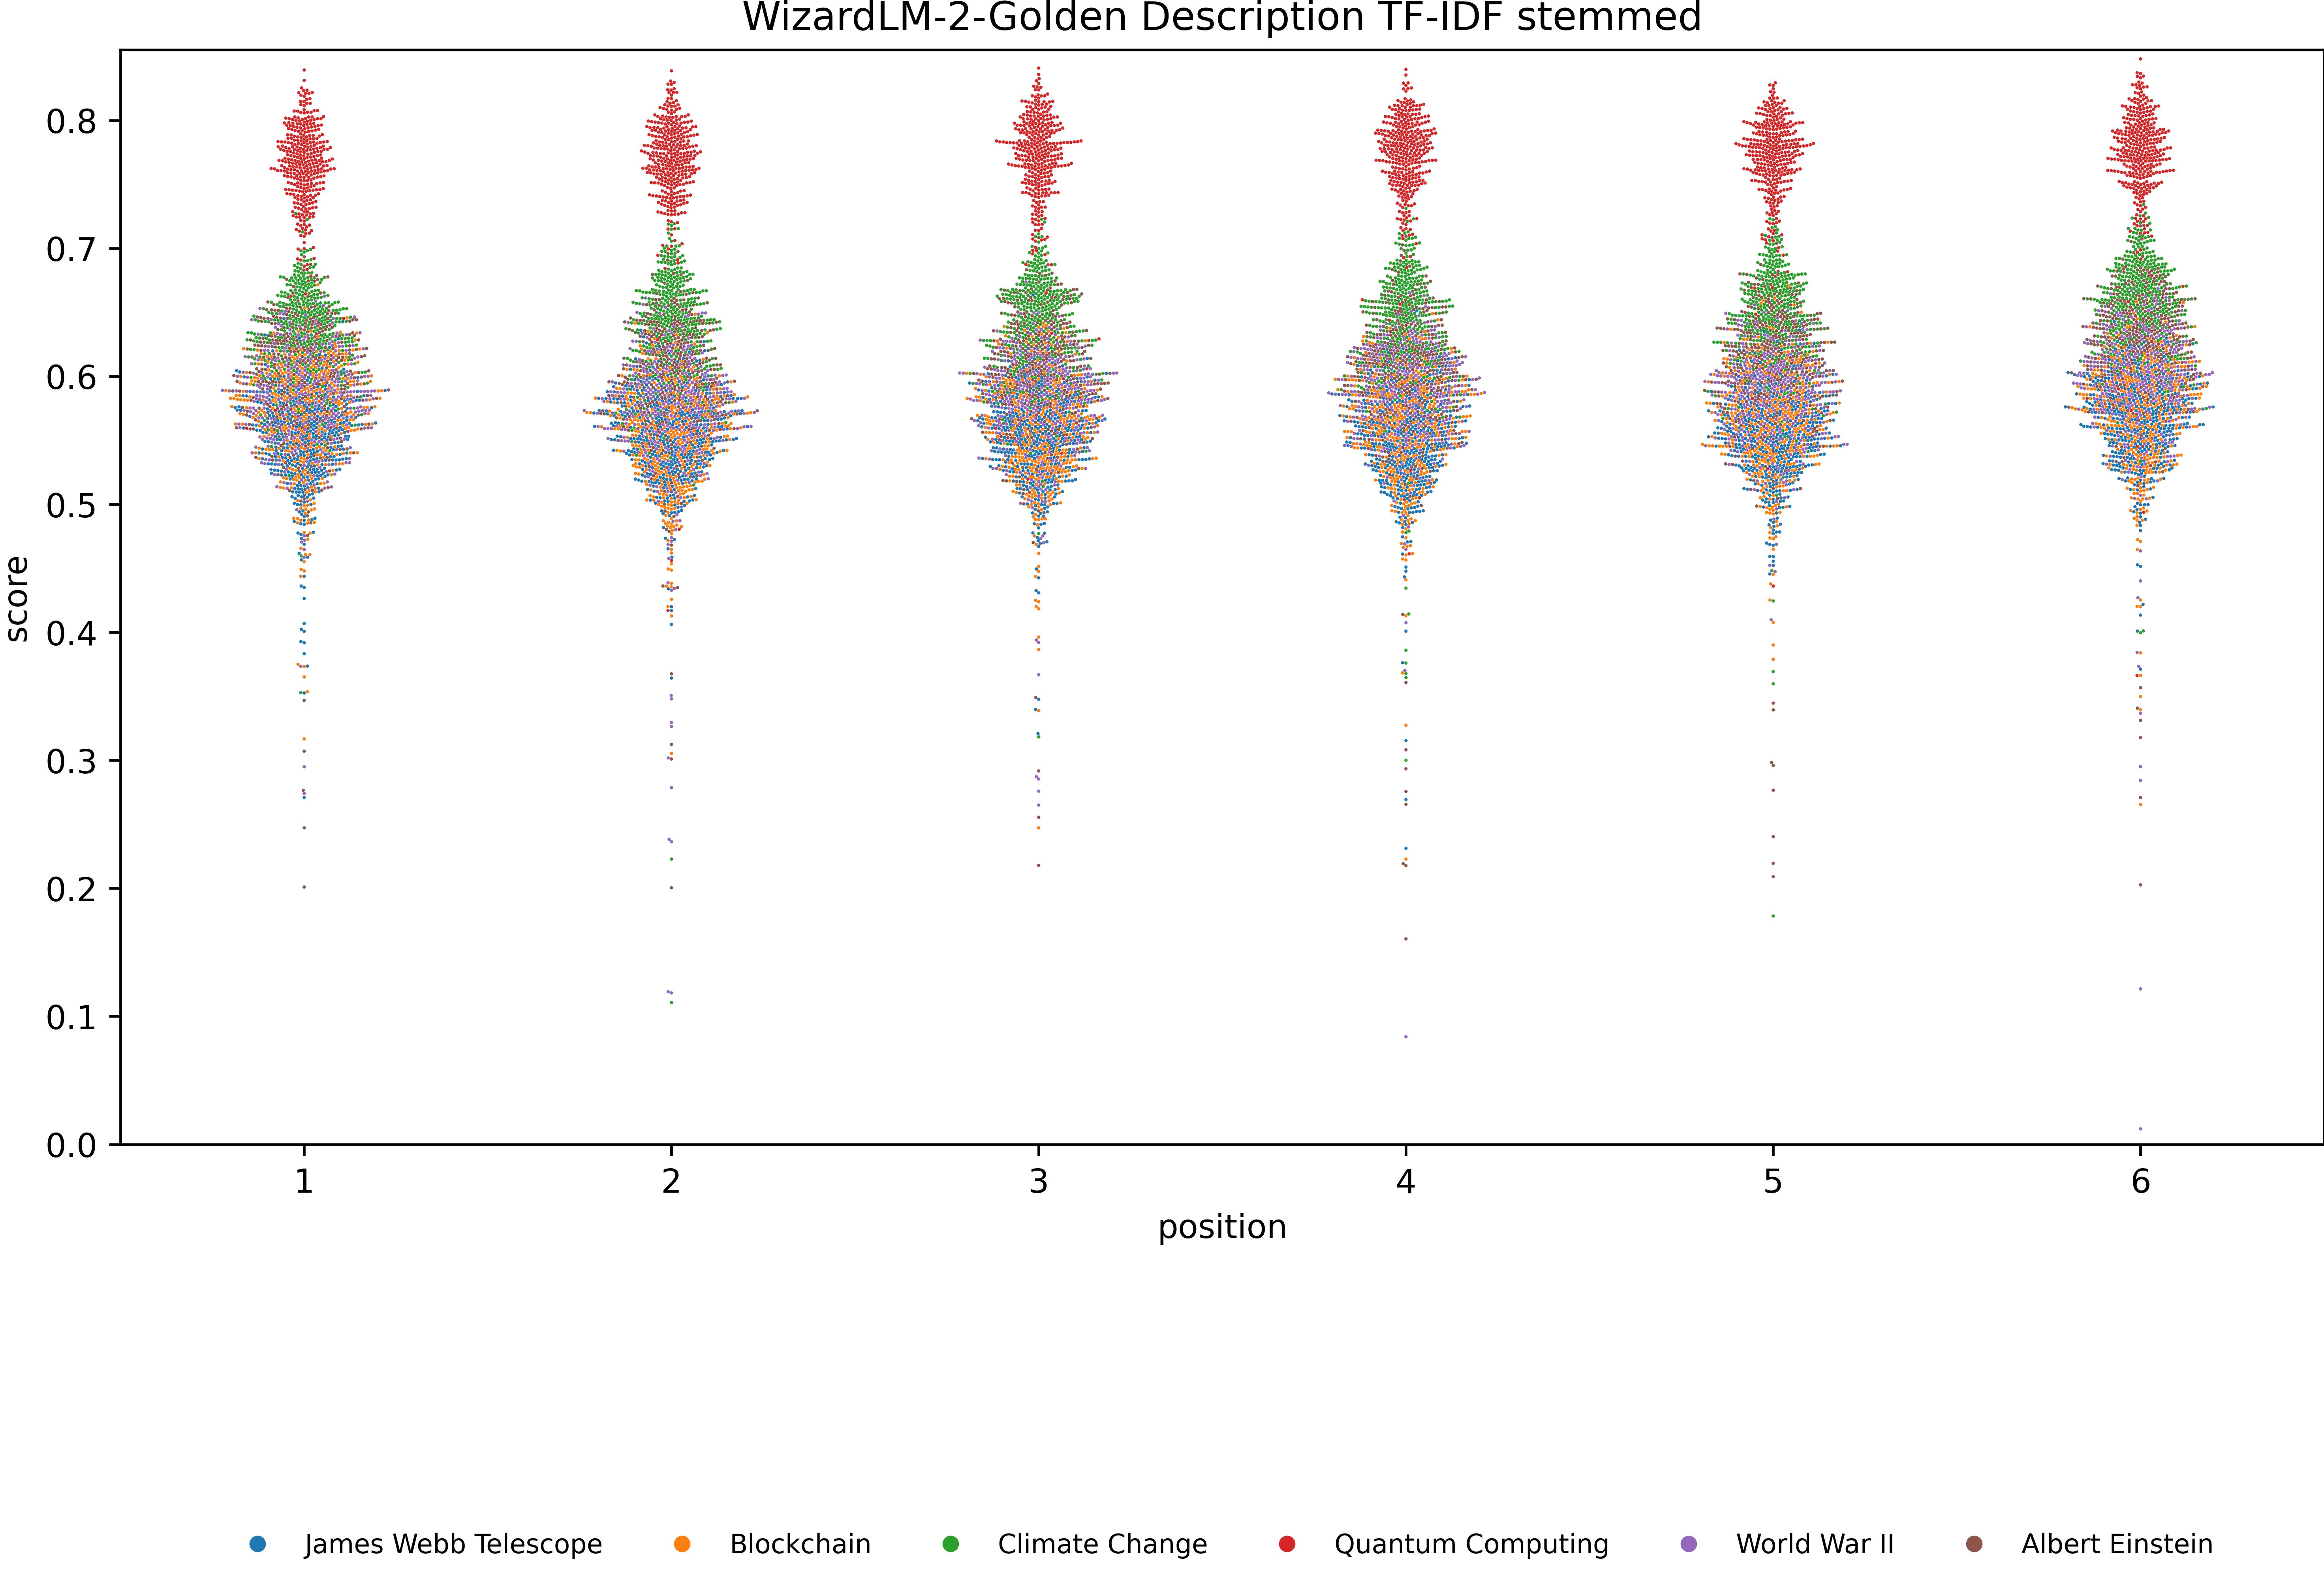 WizardLM-2-Golden Description TF-IDF stemmed
0.8
0.7
0.6
0.5
0.4
0.3
0.2
0.1
0.0
score
1 2 3 4 5 6
position
James Webb Telescope Blockchain Climate Change Quantum Computing World War II Albert Einstein